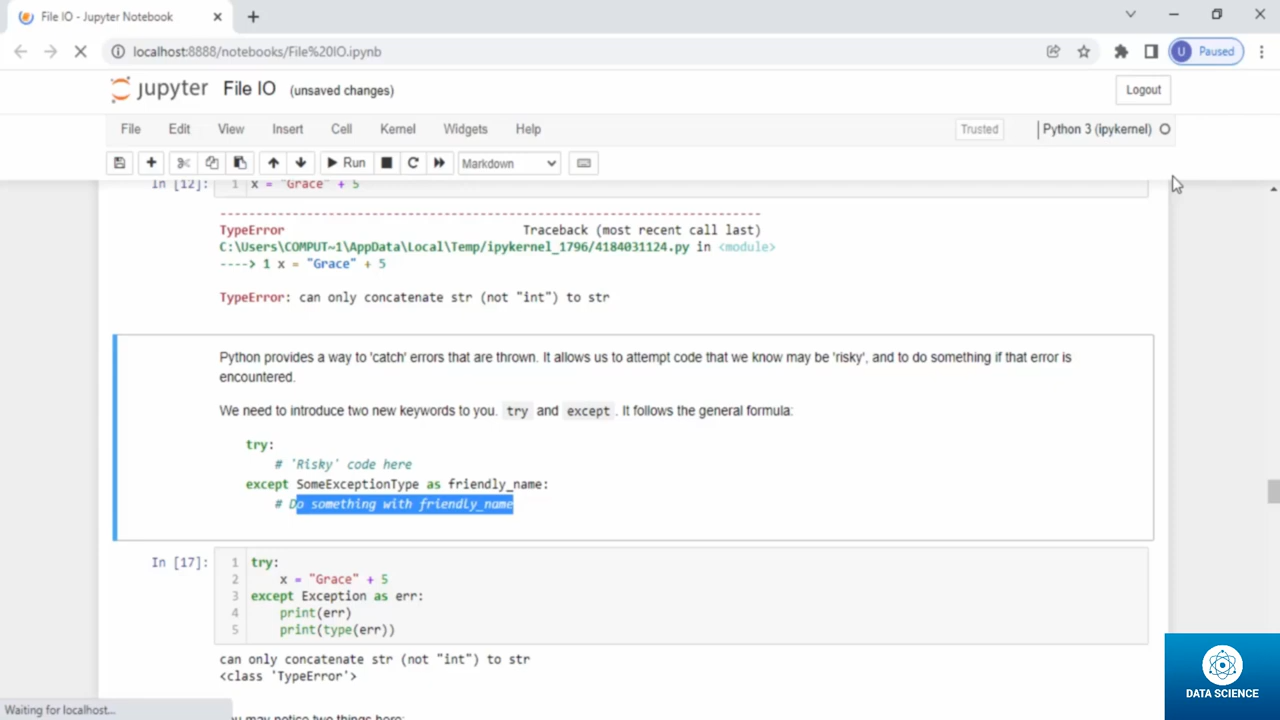 File IO - Jupyter Notebook
localhost:8888/notebooks/File%20IO.ipynb
U Paused
jupyter File IO (unsaved changes)
Logout
File Edit View Insert Cell Kernel Widgets Help
Trusted
Python 3 (ipykernel)
Run
Markdown
In [12]: 1 x = "Grace" + 5
---------------------------------------------------------------------------
TypeError Traceback (most recent call last)
C:\Users\COMPUT~1\AppData\Local\Temp/ipykernel_1796/4184031124.py in <module>
----> 1 x = "Grace" + 5
TypeError: can only concatenate str (not "int") to str
Python provides a way to 'catch' errors that are thrown. It allows us to attempt code that we know may be 'risky', and to do something if that error is
encountered.
We need to introduce two new keywords to you. try and except. It follows the general formula:
try:
# 'Risky' code here
except SomeExceptionType as friendly_name:
# Do something with friendly_name
In [17]: 1 try:
2 x = "Grace" + 5
3 except Exception as err:
4 print(err)
5 print(type(err))
can only concatenate str (not "int") to str
<class 'TypeError'>
you may notice two things here:
Waiting for localhost...
DATA SCIENCE